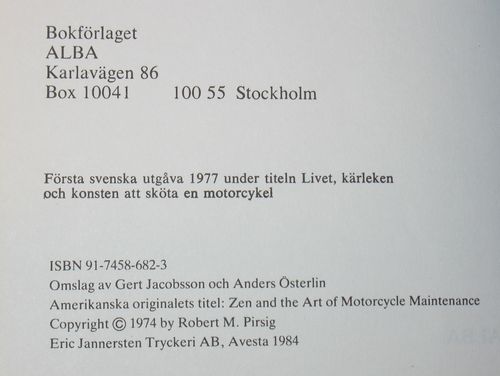 Bokförlaget
ALBA
Karlavägen 86
Box 10041 100 55 Stockholm
Första svenska utgåva 1977 under titeln Livet, kärleken
och konsten att sköta en motorcykel
ISBN 91-7458-682-3
Omslag av Gert Jacobsson och Anders Österlin
Amerikanska originalets titel: Zen and the Art of Motorcycle Maintenance
Copyright © 1974 by Robert M. Pirsig
Eric Jannersten Tryckeri AB, Avesta 1984